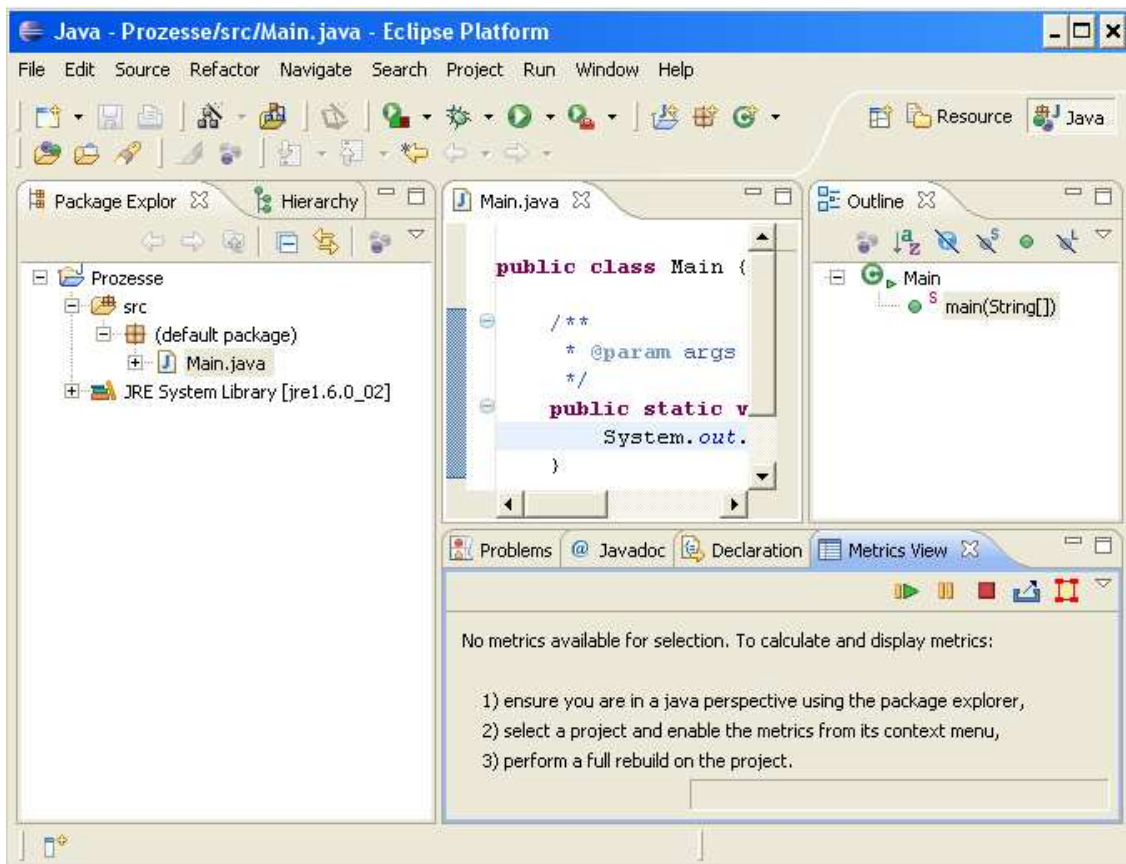 Java - Prozesse/src/Main.java - Eclipse Platform
File Edit Source Refactor Navigate Search Project Run Window Help
Resource Java
Package Explor Hierarchy
Prozesse
src
(default package)
Main.java
JRE System Library [jre1.6.0_02]
Main.java
public class Main {
/**
* @param args
*/
public static v
System.out.
}
Outline
Main
main(String[])
Problems @ Javadoc Declaration Metrics View
No metrics available for selection. To calculate and display metrics:
1) ensure you are in a java perspective using the package explorer,
2) select a project and enable the metrics from its context menu,
3) perform a full rebuild on the project.